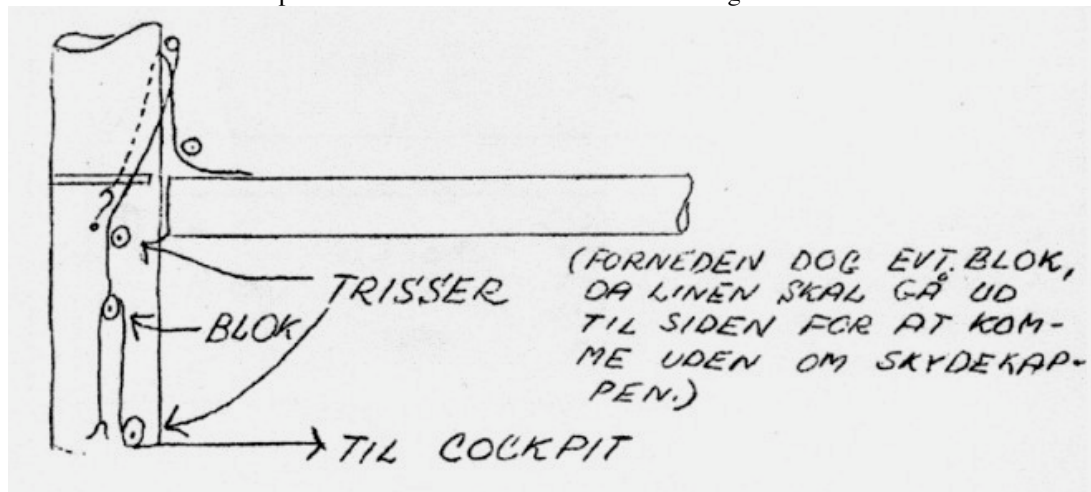 TRISSER
BLOK
TIL COCKPIT
(FORNEDEN DOG EVT. BLOK,
DA LINEN SKAL GÅ UD
TIL SIDEN FOR AT KOM-
ME UDEN OM SKYDEKAP-
PEN.)